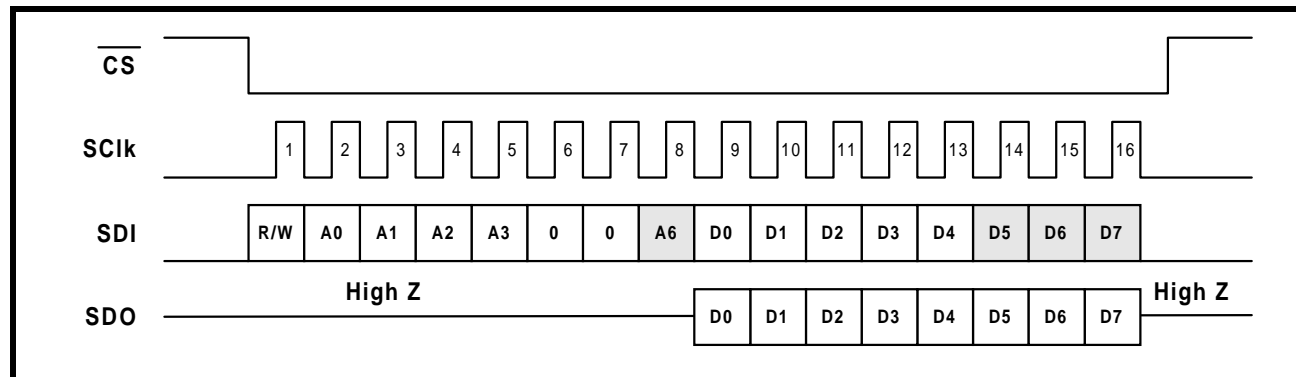 CS
SClk 1 2 3 4 5 6 7 8 9 10 11 12 13 14 15 16
SDI R/W A0 A1 A2 A3 0 0 A6 D0 D1 D2 D3 D4 D5 D6 D7
High Z High Z
SDO D0 D1 D2 D3 D4 D5 D6 D7